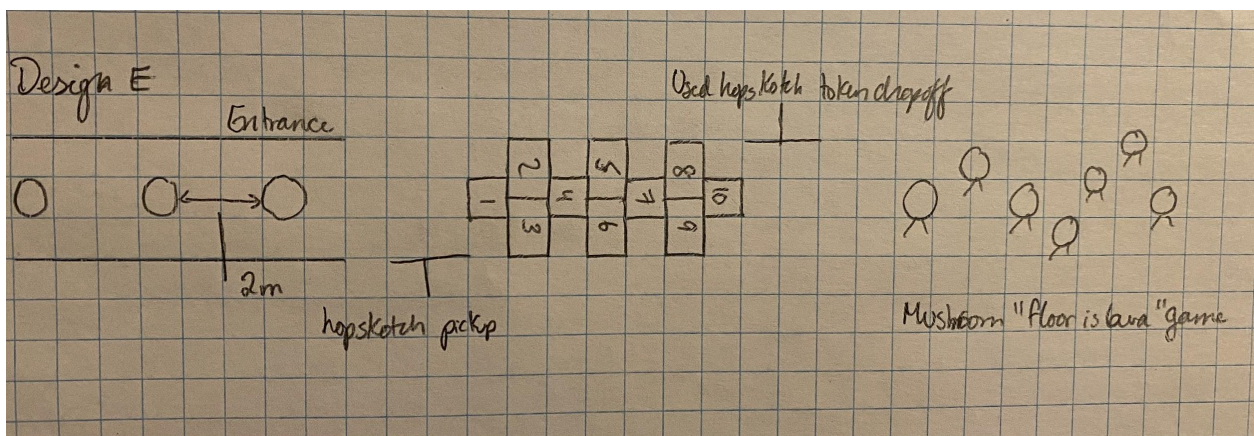 Design E
Entrance
2m
hopskotch pickup
1
2
3
4
5
6
7
8
9
10
Used hopskotch token dropoff
Mushroom "floor is lava" game